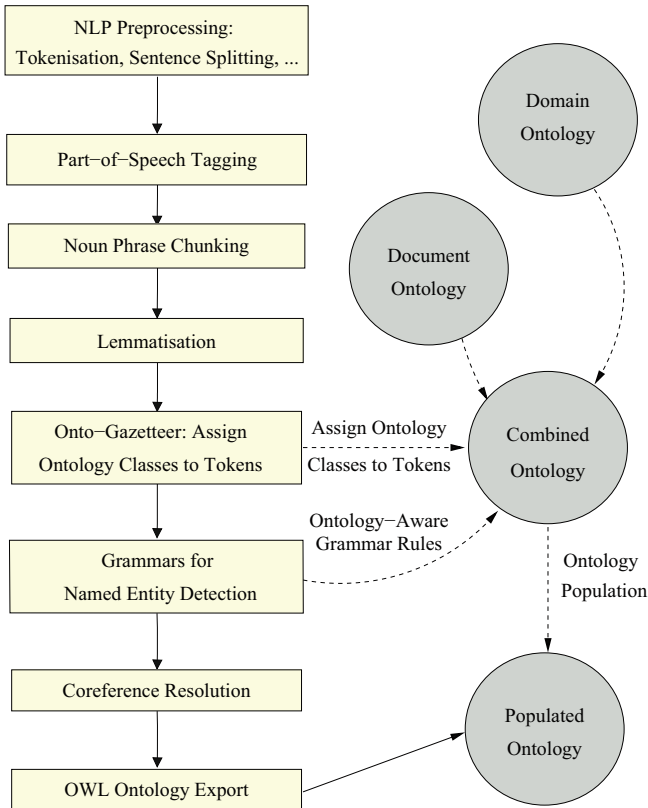 NLP Preprocessing:
Tokenisation, Sentence Splitting, ...
Part−of−Speech Tagging
Noun Phrase Chunking
Lemmatisation
Onto−Gazetteer: Assign
Ontology Classes to Tokens
Grammars for
Named Entity Detection
Coreference Resolution
OWL Ontology Export
Domain
Ontology
Document
Ontology
Assign Ontology
Classes to Tokens
Combined
Ontology
Ontology−Aware
Grammar Rules
Ontology
Population
Populated
Ontology